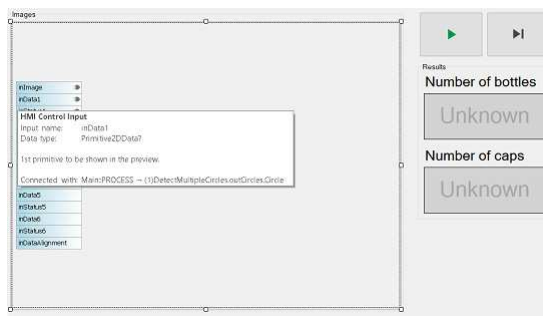 Images
inImage
inData1
HMI Control Input
Input name: inData1
Data type: Primitive2DData?
1st primitive to be shown in the preview.
Connected with: Main:PROCESS → (1)DetectMultipleCircles.outCircles.Circle
inData5
inStatus5
inData6
inStatus6
inDataAlignment
Results
Number of bottles
Unknown
Number of caps
Unknown